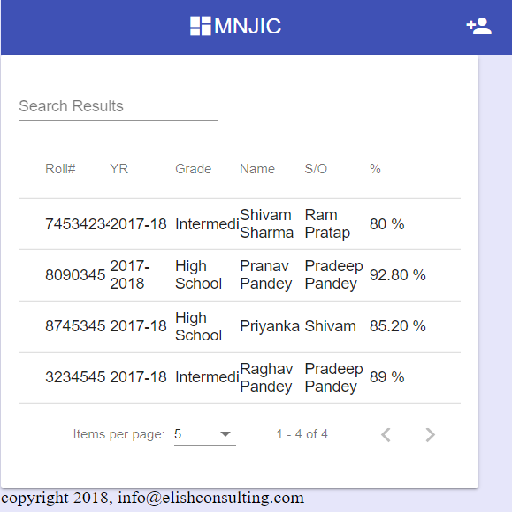 MNJIC
Search Results
Roll# YR Grade Name S/O %
7453423 2017-18 Intermedi Shivam Sharma Ram Pratap 80 %
8090345 2017-2018 High School Pranav Pandey Pradeep Pandey 92.80 %
8745345 2017-18 High School Priyanka Shivam 85.20 %
3234545 2017-18 Intermedi Raghav Pandey Pradeep Pandey 89 %
Items per page: 5 1 - 4 of 4
copyright 2018, info@elishconsulting.com